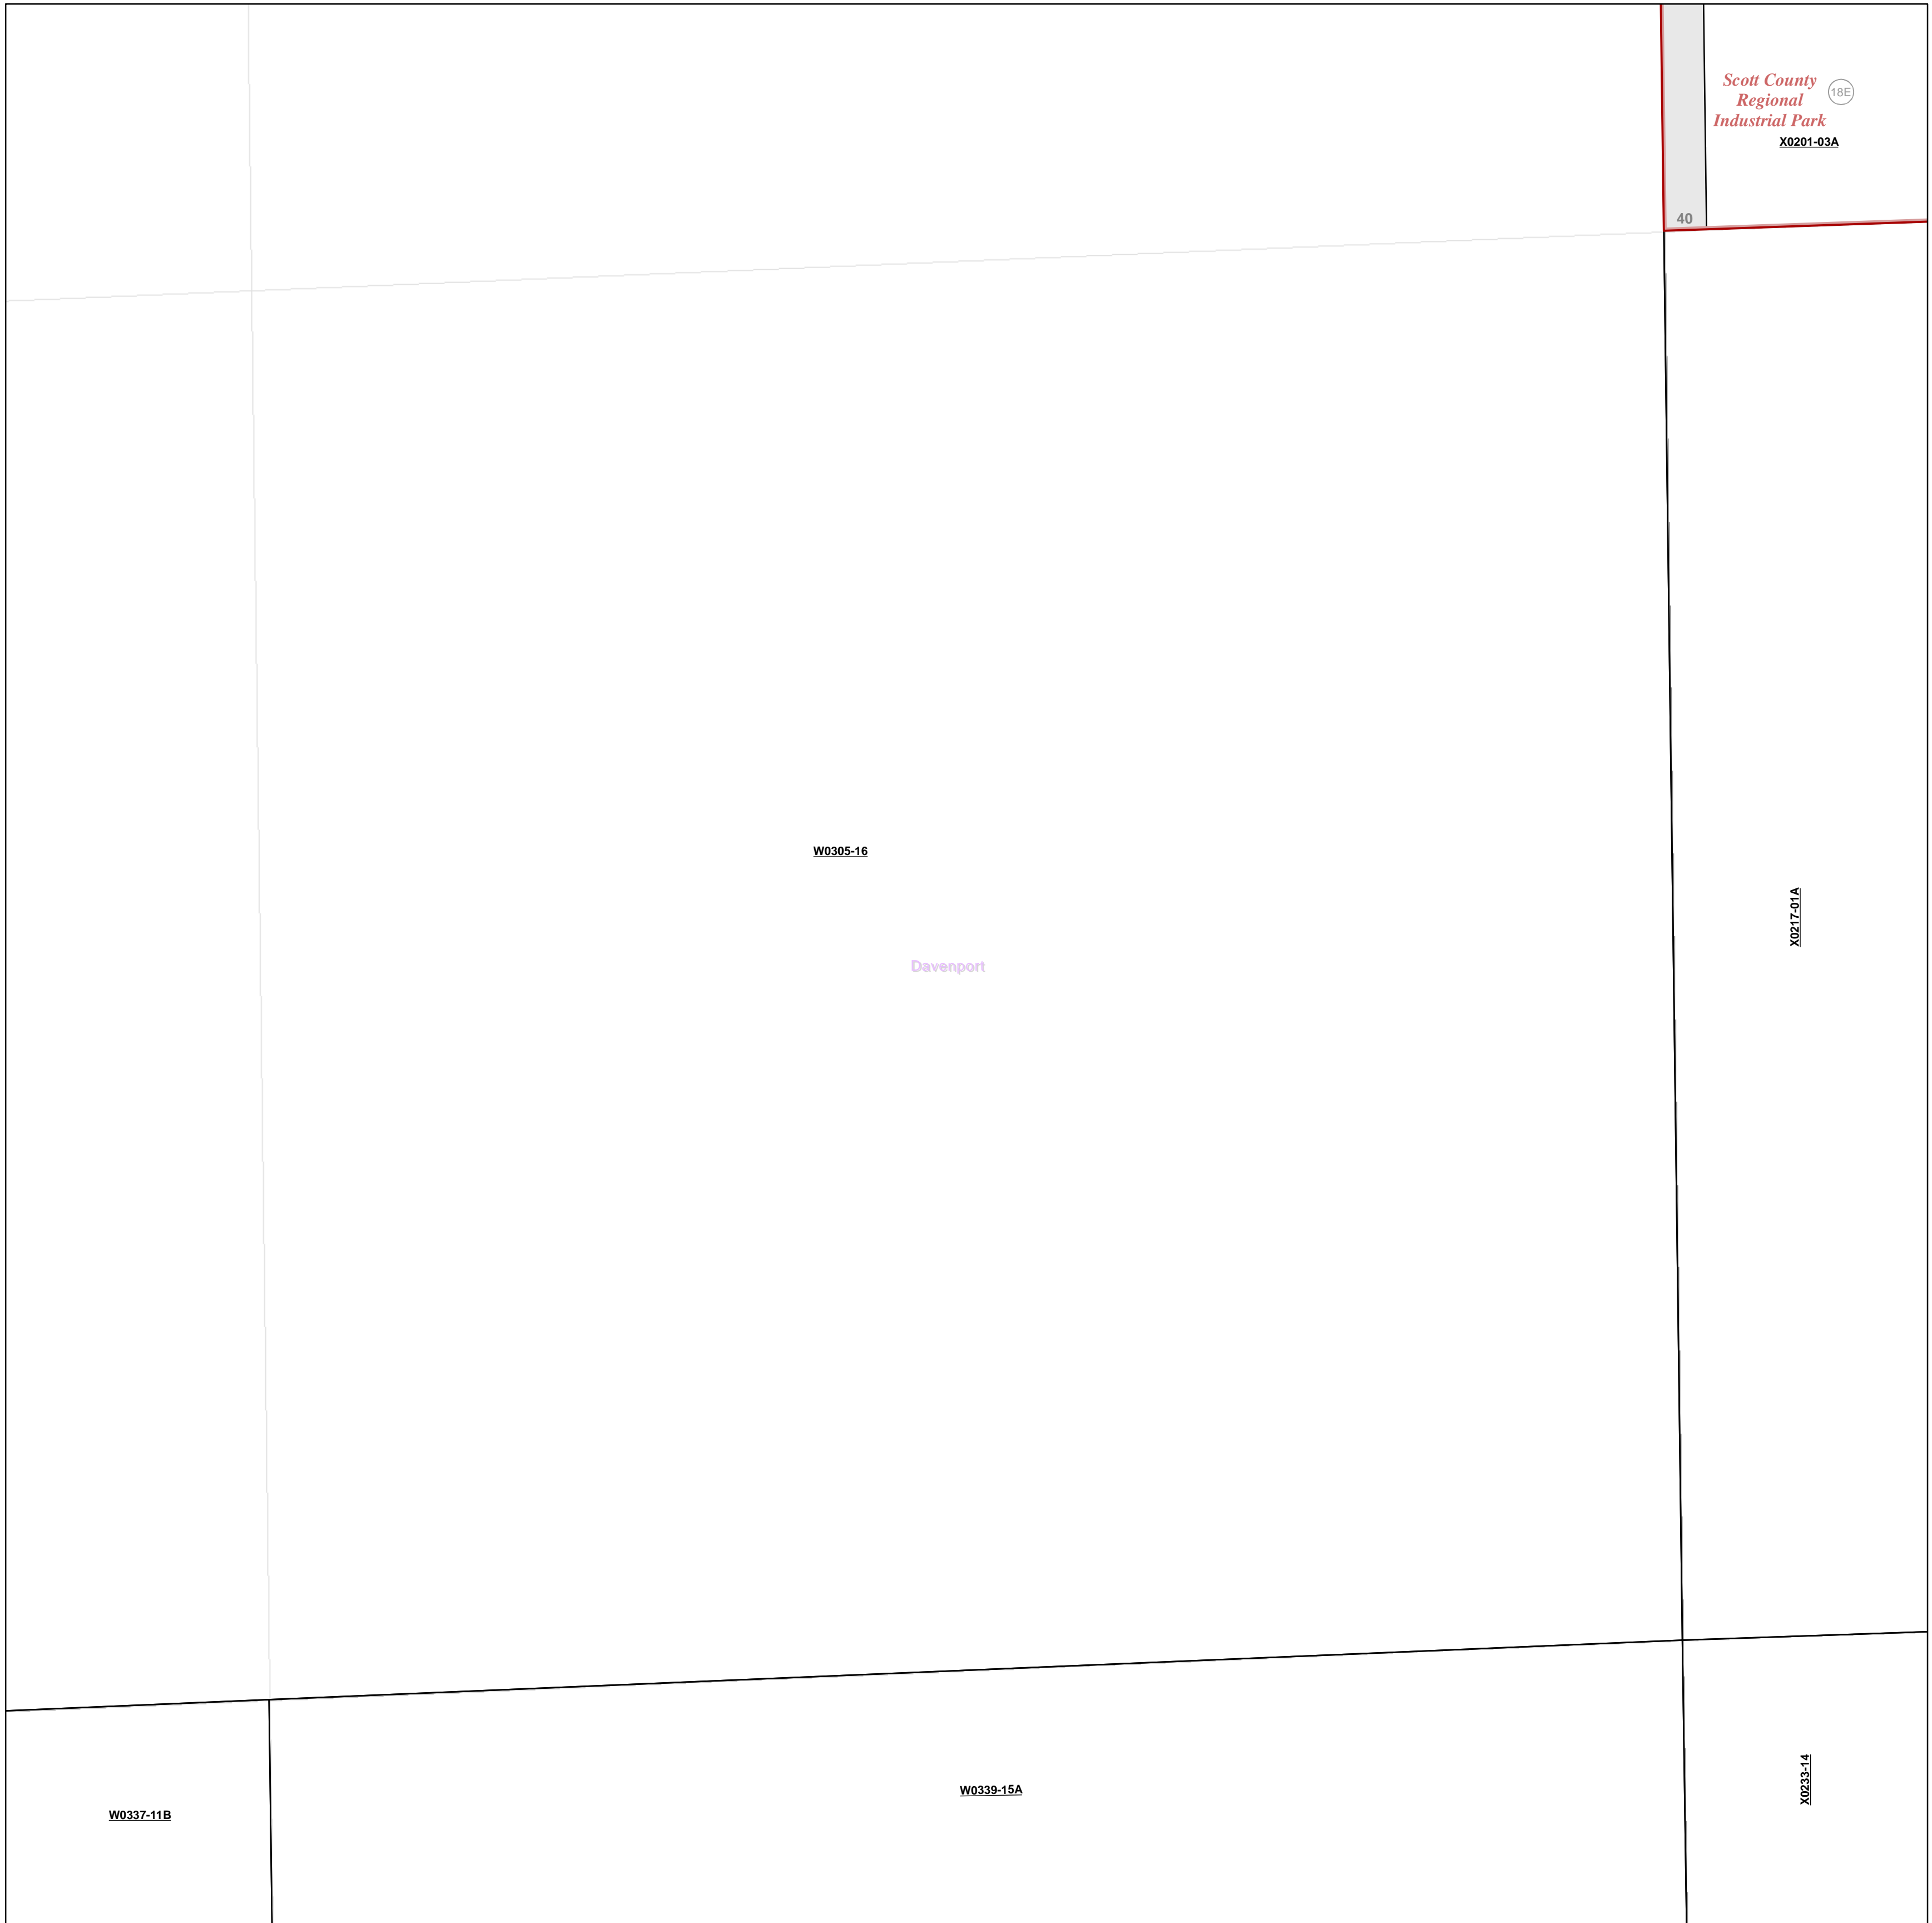 Scott County
Regional
Industrial Park
18E
X0201-03A
40
W0305-16
X0217-01A
Davenport
X0233-14
W0339-15A
W0337-11B